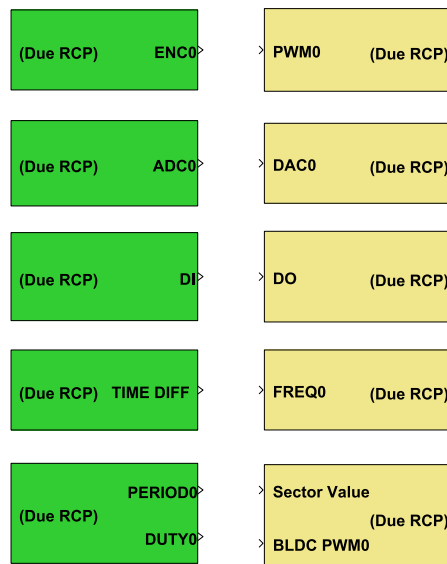 (Due RCP) ENC0
PWM0 (Due RCP)
(Due RCP) ADC0
DAC0 (Due RCP)
(Due RCP) DI
DO (Due RCP)
(Due RCP) TIME DIFF
FREQ0 (Due RCP)
PERIOD0
(Due RCP)
DUTY0
Sector Value
(Due RCP)
BLDC PWM0